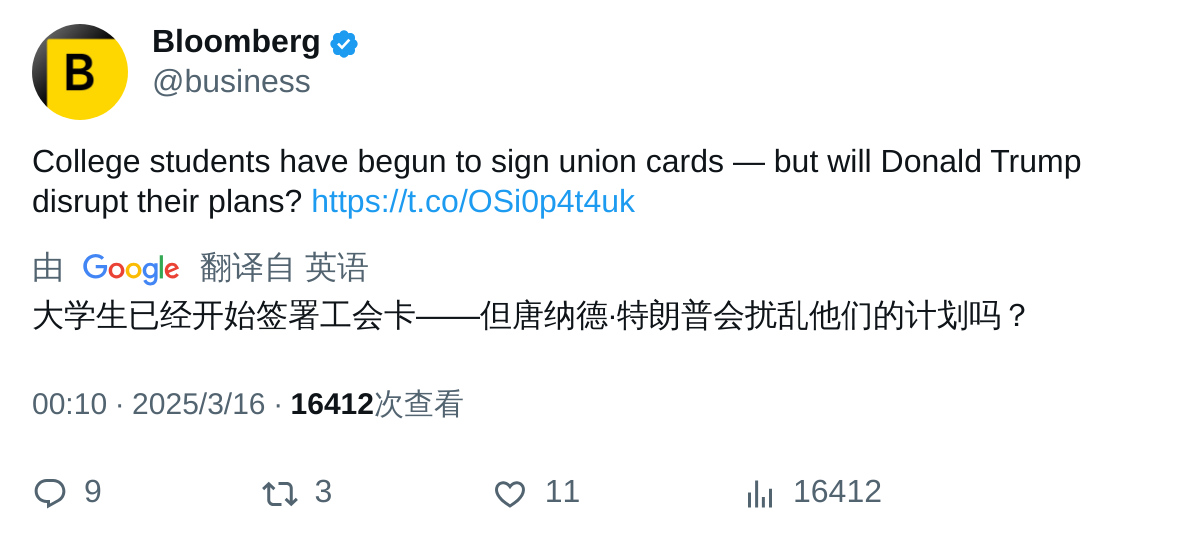 B
Bloomberg
@business
College students have begun to sign union cards — but will Donald Trump
disrupt their plans? https://t.co/OSi0p4t4uk
由 Google 翻译自 英语
大学生已经开始签署工会卡——但唐纳德·特朗普会扰乱他们的计划吗？
00:10 · 2025/3/16 · 16412次查看
9 3 11 16412